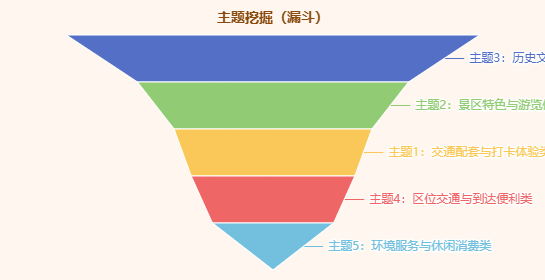 主题挖掘（漏斗）
主题3：历史文
主题2：景区特色与游览
主题1：交通配套与打卡体验类
主题4：区位交通与到达便利类
主题5：环境服务与休闲消费类